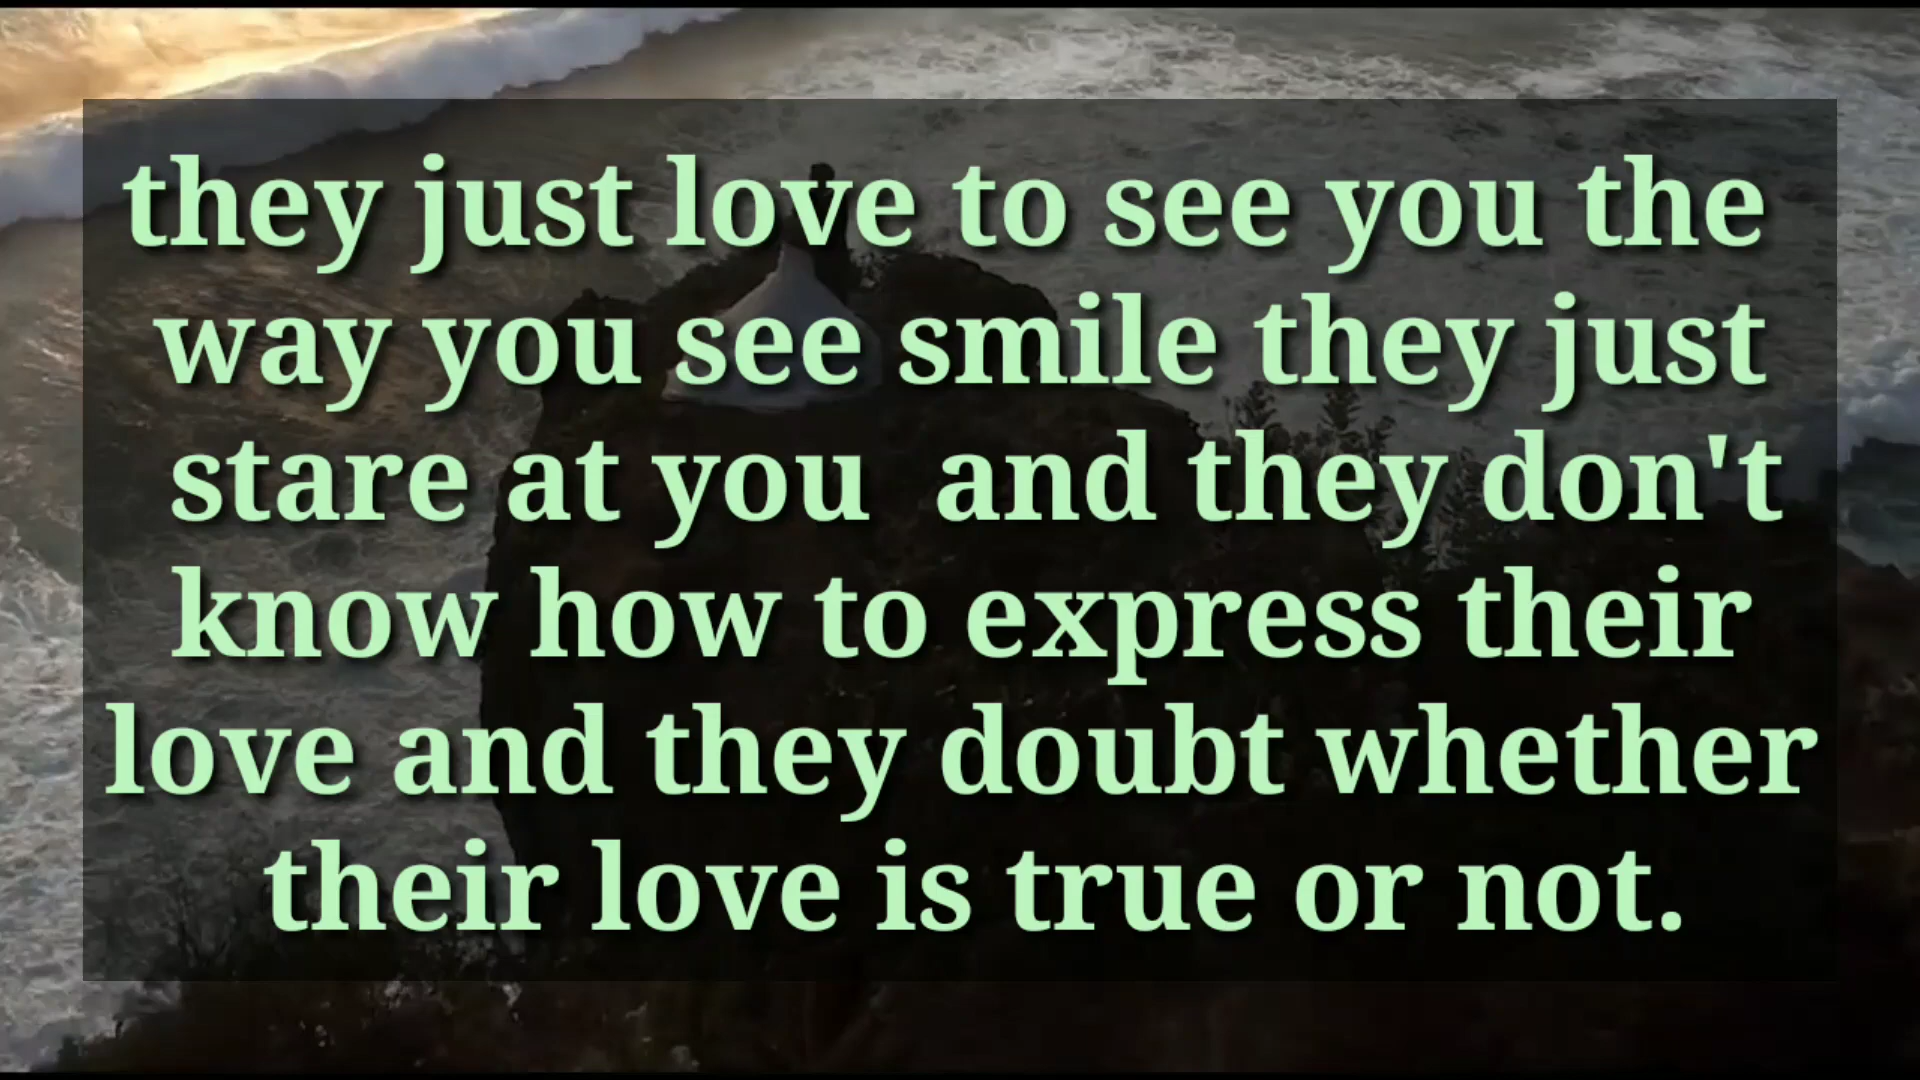 they just love to see you the
way you see smile they just
stare at you  and they don't
know how to express their
love and they doubt whether
their love is true or not.